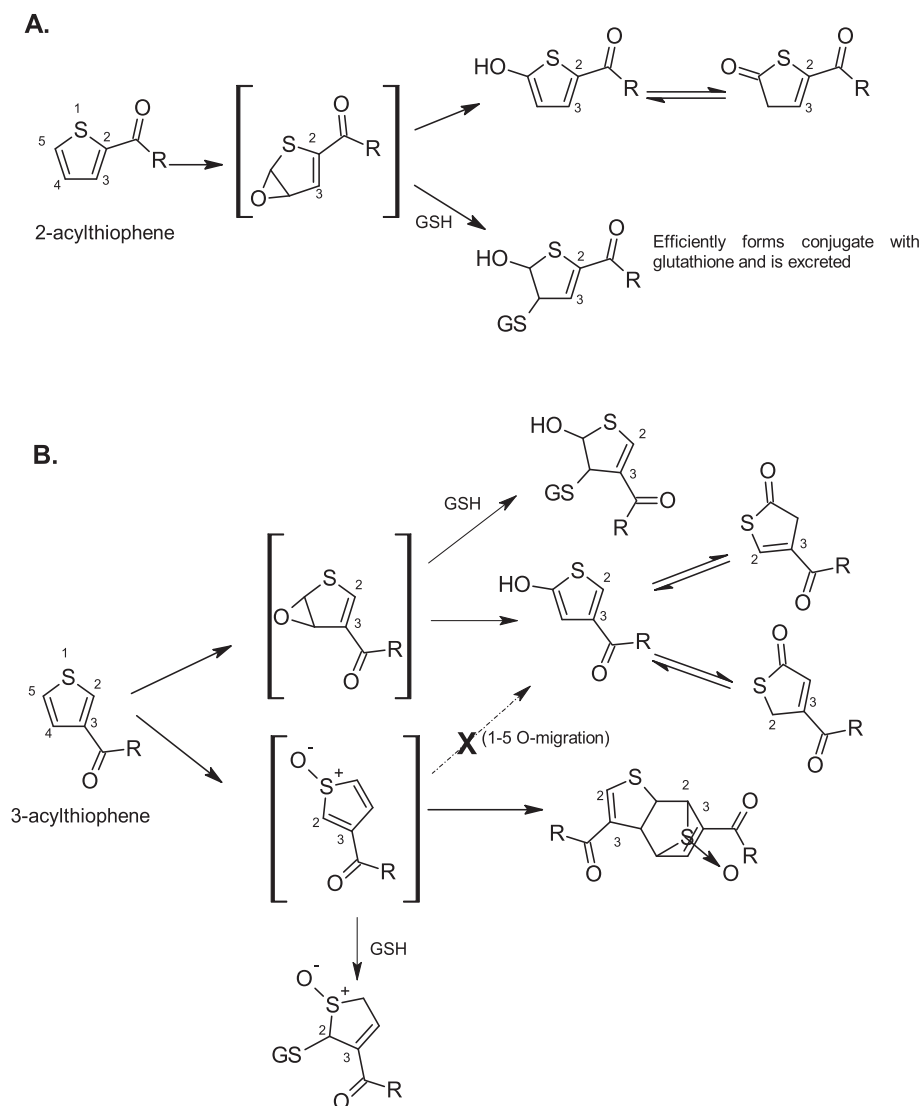 A.
1
S
2
3
4
5
O
R
2-acylthiophene
S
2
3
O
O
R
GSH
HO
S
2
3
O
R
O
S
2
3
O
R
HO
S
2
3
O
R
GS
Efficiently forms conjugate with
glutathione and is excreted
B.
1
S
2
3
4
5
O
R
3-acylthiophene
S
2
3
O
O
R
GSH
HO
S
2
3
GS
O
R
HO
S
2
3
O
R
O
S
2
3
O
R
O
S
2
3
O
R
O-
S+
2
3
O
R
X (1-5 O-migration)
S
2
3
R
O
2
3
S
O
R
O
GSH
O-
S+
2
3
GS
O
R